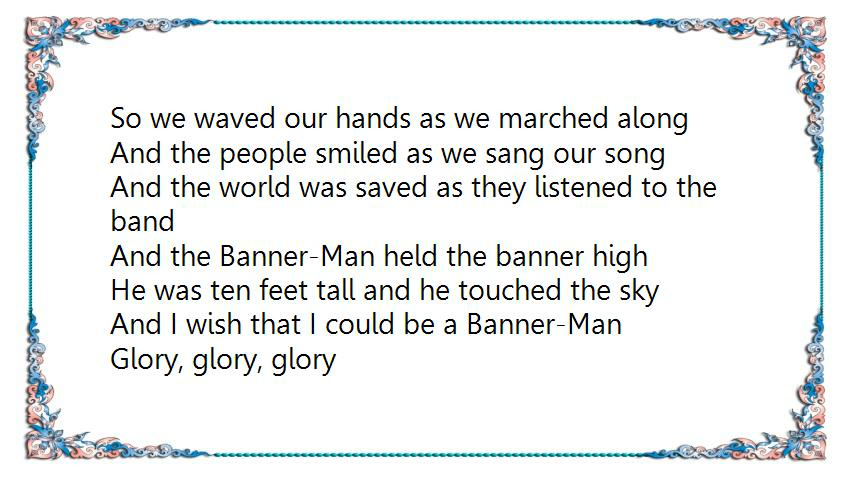 So we waved our hands as we marched along
And the people smiled as we sang our song
And the world was saved as they listened to the
band
And the Banner-Man held the banner high
He was ten feet tall and he touched the sky
And I wish that I could be a Banner-Man
Glory, glory, glory